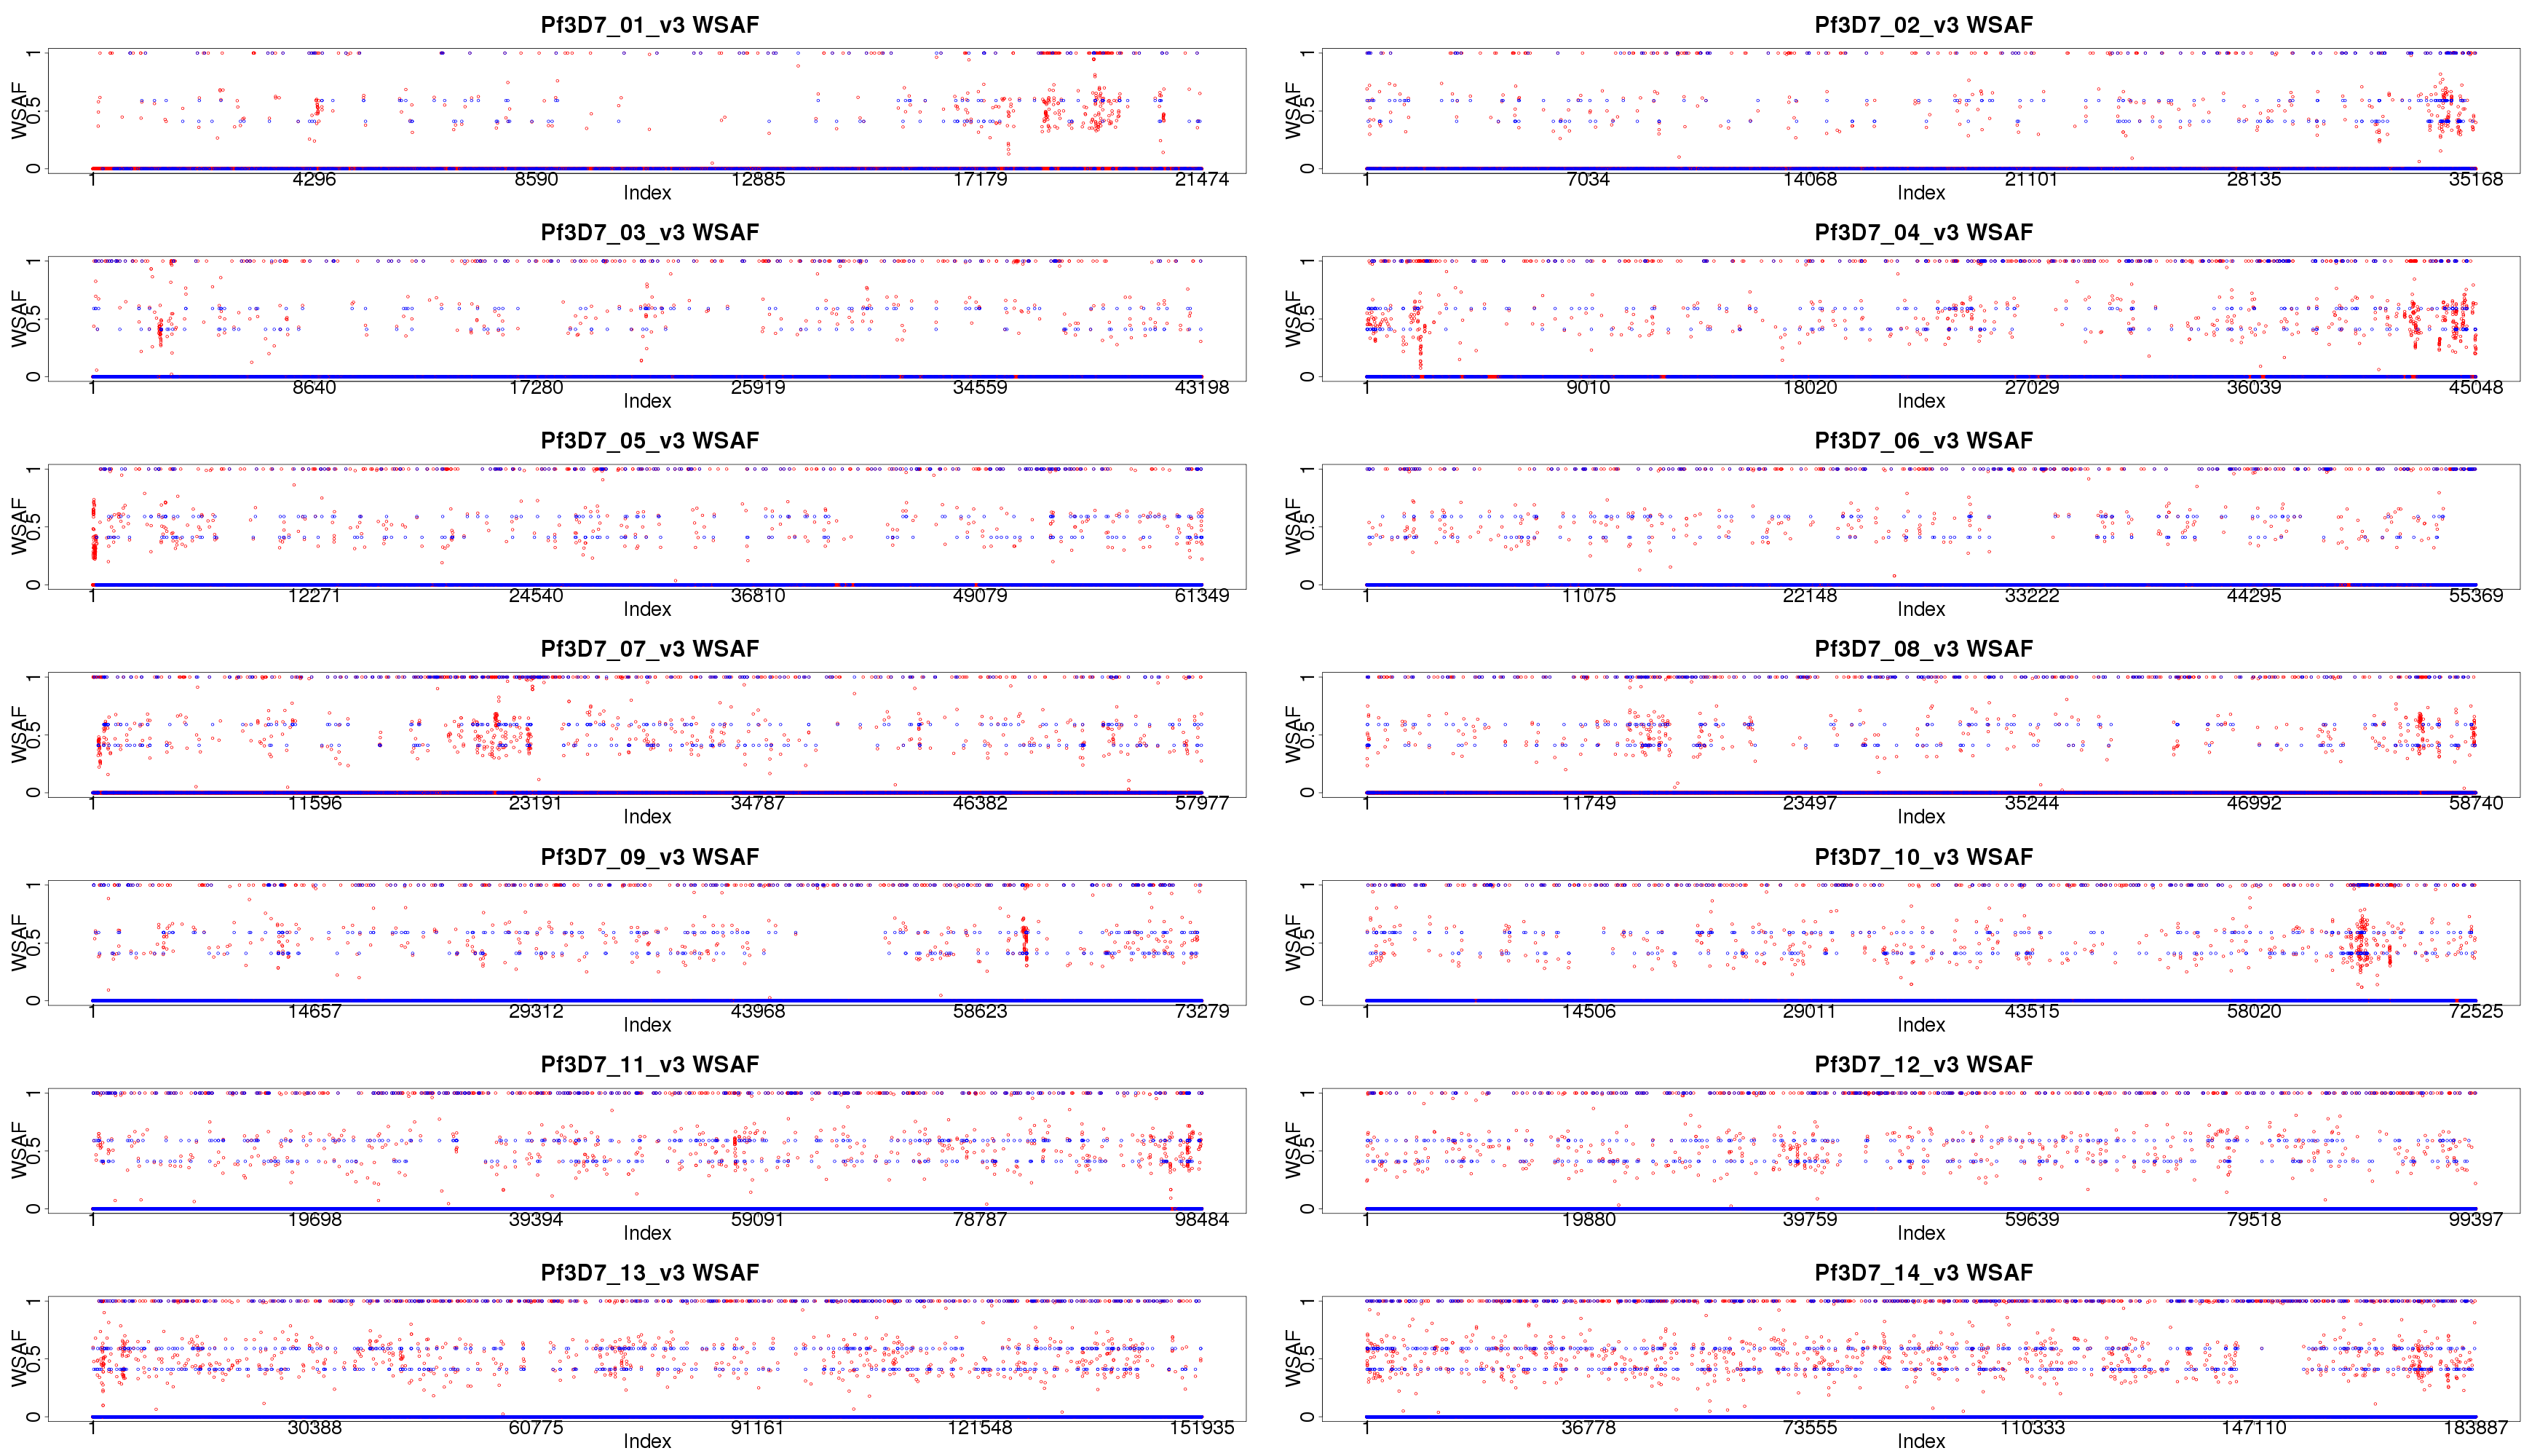 Pf3D7_01_v3 WSAF
WSAF
0 0.5 1
1 4296 8590 12885 17179 21474
Index
Pf3D7_02_v3 WSAF
WSAF
0 0.5 1
1 7034 14068 21101 28135 35168
Index
Pf3D7_03_v3 WSAF
WSAF
0 0.5 1
1 8640 17280 25919 34559 43198
Index
Pf3D7_04_v3 WSAF
WSAF
0 0.5 1
1 9010 18020 27029 36039 45048
Index
Pf3D7_05_v3 WSAF
WSAF
0 0.5 1
1 12271 24540 36810 49079 61349
Index
Pf3D7_06_v3 WSAF
WSAF
0 0.5 1
1 11075 22148 33222 44295 55369
Index
Pf3D7_07_v3 WSAF
WSAF
0 0.5 1
1 11596 23191 34787 46382 57977
Index
Pf3D7_08_v3 WSAF
WSAF
0 0.5 1
1 11749 23497 35244 46992 58740
Index
Pf3D7_09_v3 WSAF
WSAF
0 0.5 1
1 14657 29312 43968 58623 73279
Index
Pf3D7_10_v3 WSAF
WSAF
0 0.5 1
1 14506 29011 43515 58020 72525
Index
Pf3D7_11_v3 WSAF
WSAF
0 0.5 1
1 19698 39394 59091 78787 98484
Index
Pf3D7_12_v3 WSAF
WSAF
0 0.5 1
1 19880 39759 59639 79518 99397
Index
Pf3D7_13_v3 WSAF
WSAF
0 0.5 1
1 30388 60775 91161 121548 151935
Index
Pf3D7_14_v3 WSAF
WSAF
0 0.5 1
1 36778 73555 110333 147110 183887
Index